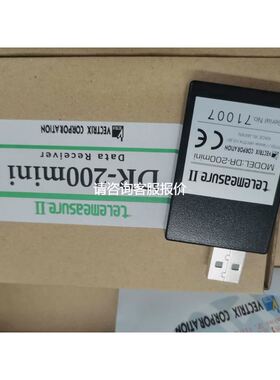 VECTRIX CORPORATION
DR-200mini
Data Receiver
telemeasure II
请咨询客服报价
telemeasure II
MODEL:DR-200mini
VECTRIX CORPORATION
CE
Serial No. 71007
VECTRIX CORPORATION